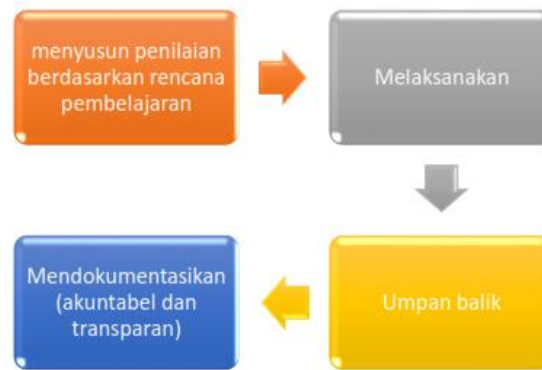 menyusun penilaian
berdasarkan rencana
pembelajaran
Melaksanakan
Umpan balik
Mendokumentasikan
(akuntabel dan
transparan)